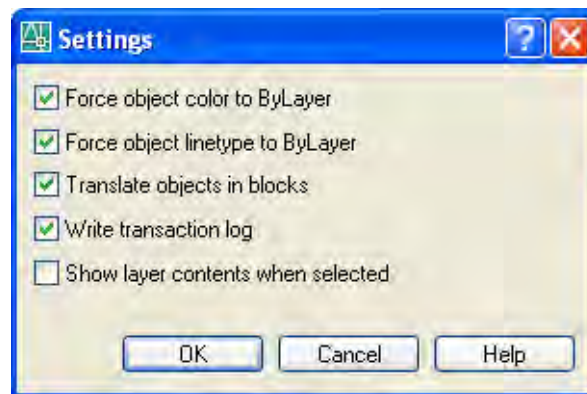 Settings
Force object color to ByLayer
Force object linetype to ByLayer
Translate objects in blocks
Write transaction log
Show layer contents when selected
OK Cancel Help